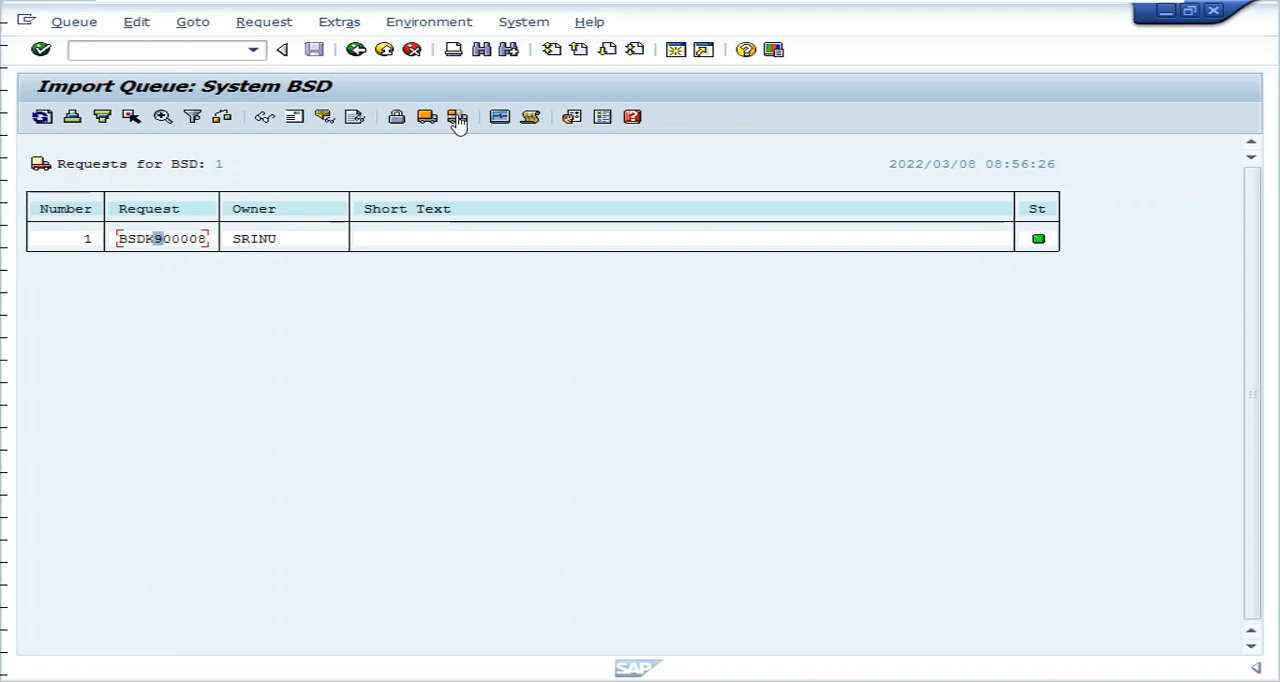 Queue Edit Goto Request Extras Environment System Help
Import Queue: System BSD
Requests for BSD: 1 2022/03/08 08:56:26
Number Request Owner Short Text St
1 BSDK900008 SRINU
SAP